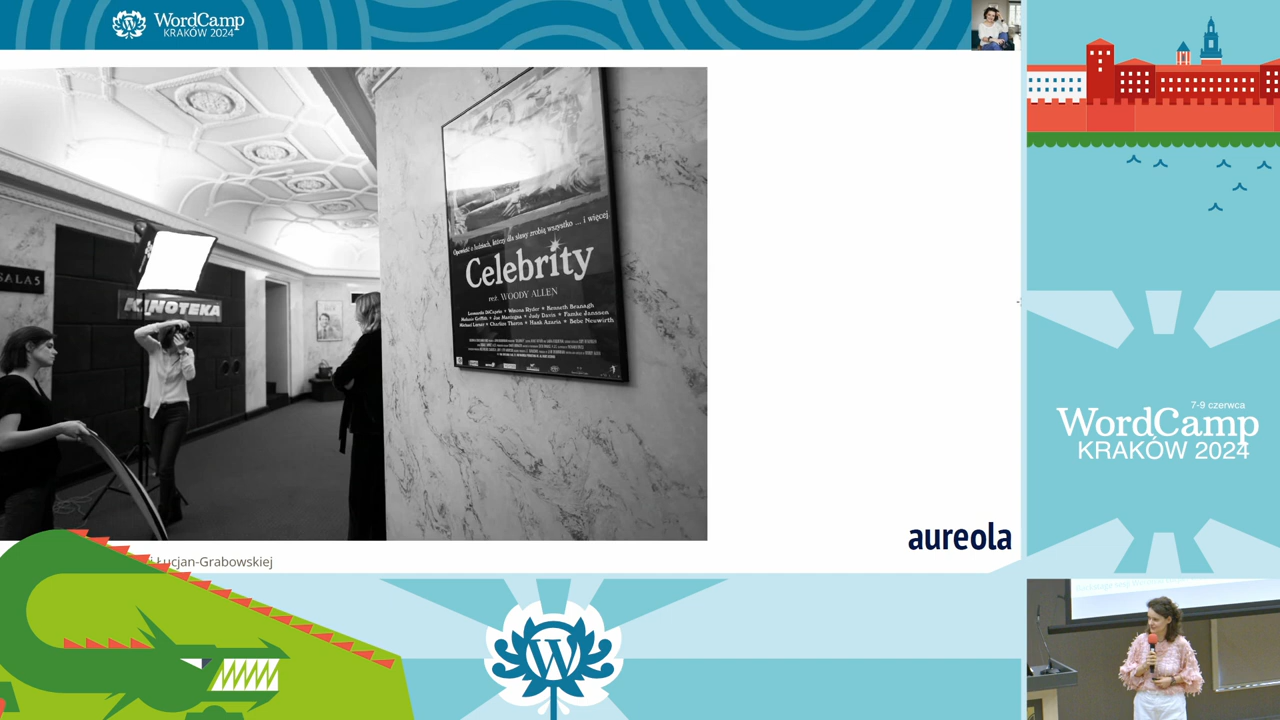 WordCamp
KRAKÓW 2024
SALA 5
KINOTEKA
Opowieść o ludziach, którzy dla sławy zrobią wszystko ... i więcej
Celebrity
reż. WOODY ALLEN
Leonardo DiCaprio • Winona Ryder • Kenneth Branagh
Melanie Griffith • Joe Mantegna • Judy Davis • Famke Janssen
Michael Lerner • Charlize Theron • Hank Azaria • Bebe Neuwirth
aureola
Łucjan-Grabowskiej
7-9 czerwca
WordCamp
KRAKÓW 2024
W